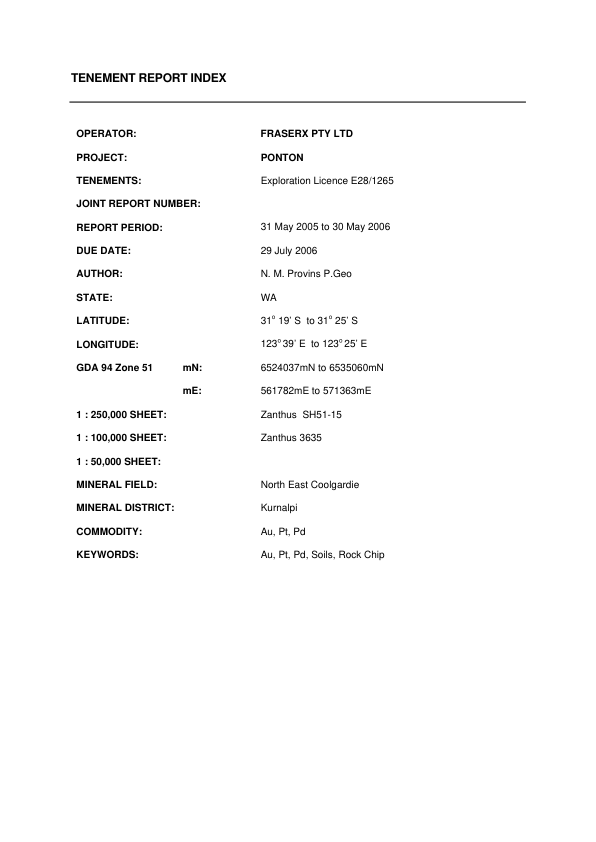 TENEMENT REPORT INDEX
OPERATOR: FRASERX PTY LTD
PROJECT: PONTON
TENEMENTS: Exploration Licence E28/1265
JOINT REPORT NUMBER:
REPORT PERIOD: 31 May 2005 to 30 May 2006
DUE DATE: 29 July 2006
AUTHOR: N. M. Provins P.Geo
STATE: WA
LATITUDE: 31° 19' S to 31° 25' S
LONGITUDE: 123° 39' E to 123° 25' E
GDA 94 Zone 51 mN: 6524037mN to 6535060mN
mE: 561782mE to 571363mE
1 : 250,000 SHEET: Zanthus SH51-15
1 : 100,000 SHEET: Zanthus 3635
1 : 50,000 SHEET:
MINERAL FIELD: North East Coolgardie
MINERAL DISTRICT: Kurnalpi
COMMODITY: Au, Pt, Pd
KEYWORDS: Au, Pt, Pd, Soils, Rock Chip